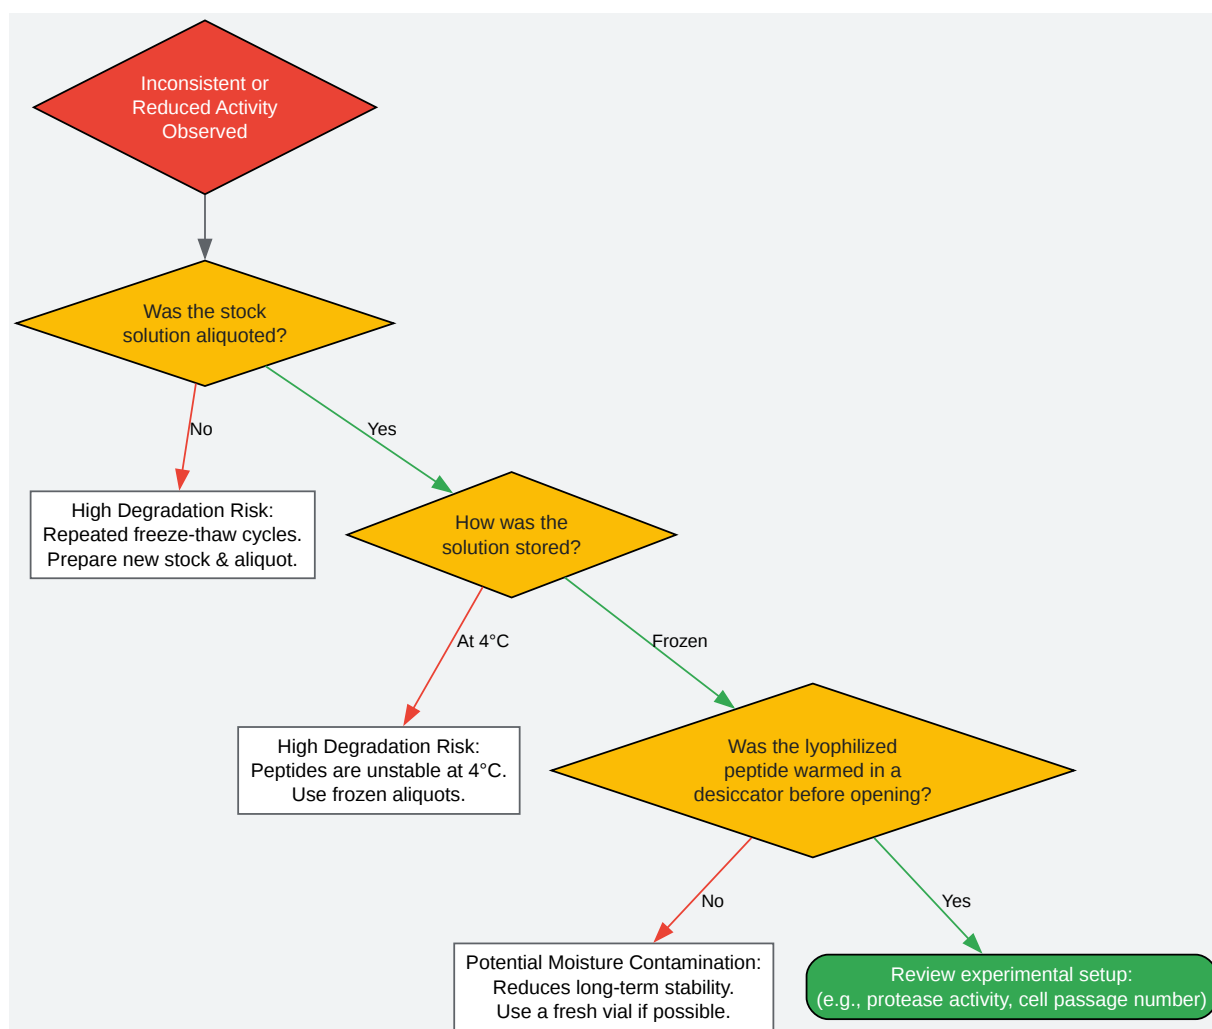 Inconsistent or
Reduced Activity
Observed
Was the stock
solution aliquoted?
No
Yes
High Degradation Risk:
Repeated freeze-thaw cycles.
Prepare new stock & aliquot.
How was the
solution stored?
At 4°C
Frozen
High Degradation Risk:
Peptides are unstable at 4°C.
Use frozen aliquots.
Was the lyophilized
peptide warmed in a
desiccator before opening?
No
Yes
Potential Moisture Contamination:
Reduces long-term stability.
Use a fresh vial if possible.
Review experimental setup:
(e.g., protease activity, cell passage number)